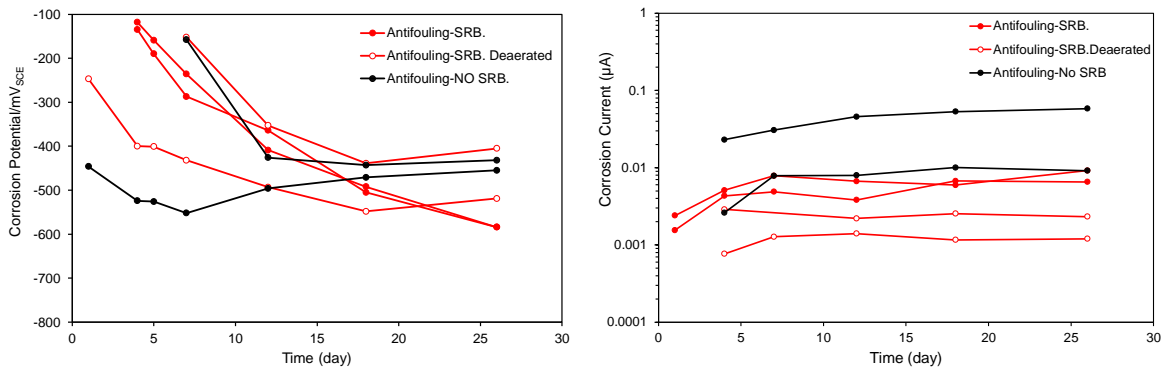 -100
-200
-300
-400
-500
-600
-700
-800
0
5
10
15
20
25
30
Corrosion Potential/mVSCE
Time (day)
Antifouling-SRB.
Antifouling-SRB. Deaerated
Antifouling-NO SRB.
1
0.1
0.01
0.001
0.0001
0
5
10
15
20
25
30
Corrosion Current (µA)
Time (day)
Antifouling-SRB.
Antifouling-SRB.Deaerated
Antifouling-No SRB